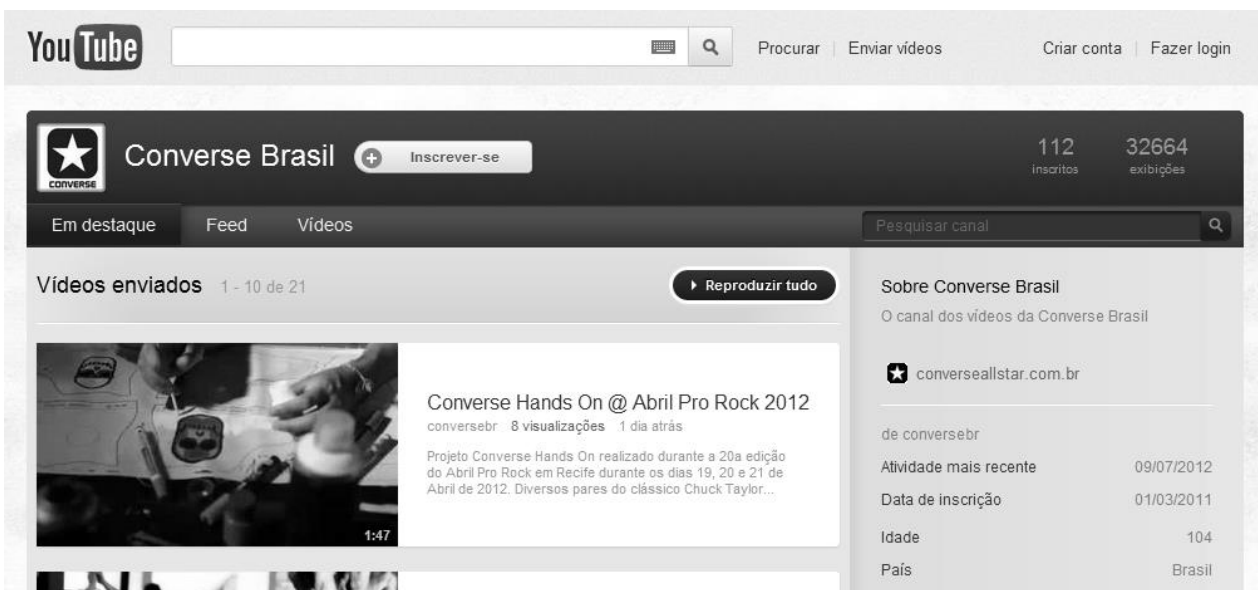 YouTube
Procurar
Enviar vídeos
Criar conta
Fazer login
CONVERSE
Converse Brasil
Inscrever-se
112
inscritos
32664
exibições
Em destaque
Feed
Vídeos
Pesquisar canal
Vídeos enviados 1 - 10 de 21
Reproduzir tudo
Converse Hands On @ Abril Pro Rock 2012
conversebr 8 visualizações 1 dia atrás
Projeto Converse Hands On realizado durante a 20a edição
do Abril Pro Rock em Recife durante os dias 19, 20 e 21 de
Abril de 2012. Diversos pares do clássico Chuck Taylor...
1:47
Sobre Converse Brasil
O canal dos vídeos da Converse Brasil
converseallstar.com.br
de conversebr
Atividade mais recente 09/07/2012
Data de inscrição 01/03/2011
Idade 104
País Brasil